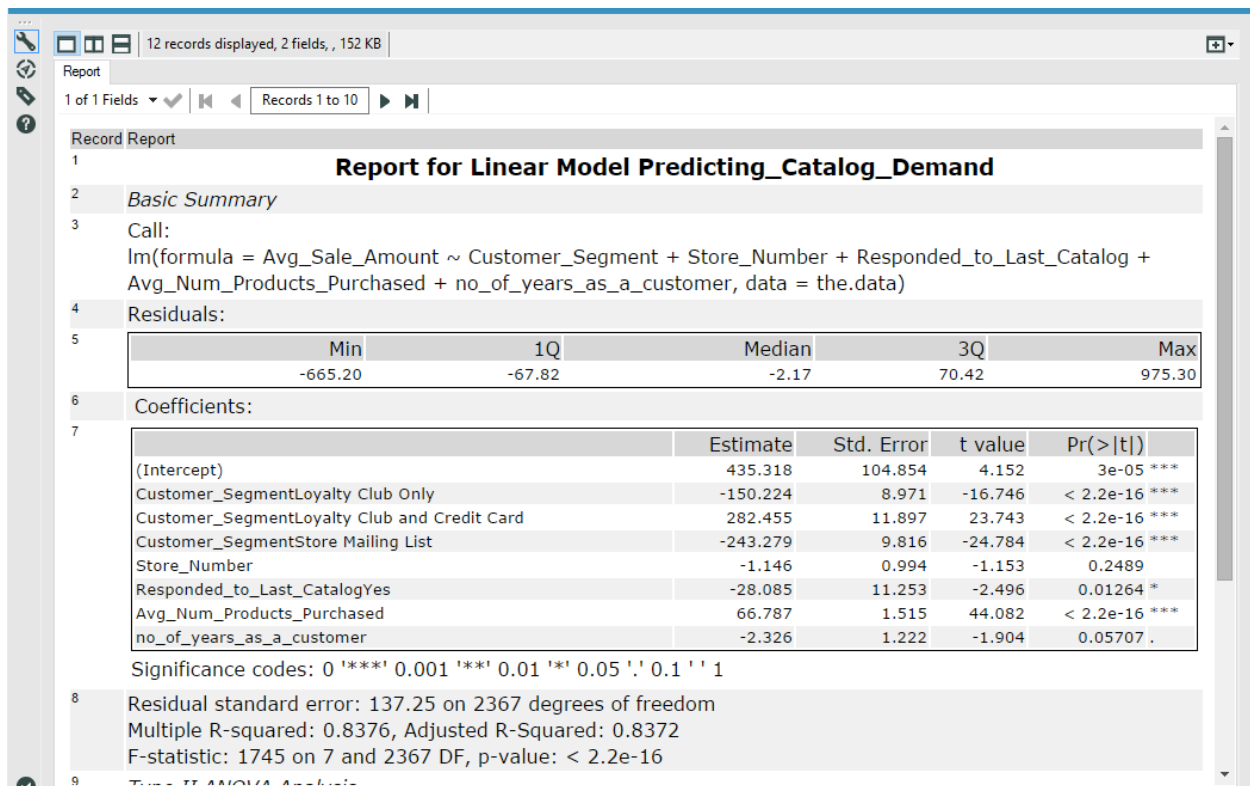 12 records displayed, 2 fields, , 152 KB
Report
1 of 1 Fields Records 1 to 10
Record Report
1 Report for Linear Model Predicting_Catalog_Demand
2 Basic Summary
3 Call:
lm(formula = Avg_Sale_Amount ~ Customer_Segment + Store_Number + Responded_to_Last_Catalog +
Avg_Num_Products_Purchased + no_of_years_as_a_customer, data = the.data)
4 Residuals:
5 Min 1Q Median 3Q Max
-665.20 -67.82 -2.17 70.42 975.30
6 Coefficients:
7 Estimate Std. Error t value Pr(>|t|)
(Intercept) 435.318 104.854 4.152 3e-05 ***
Customer_SegmentLoyalty Club Only -150.224 8.971 -16.746 < 2.2e-16 ***
Customer_SegmentLoyalty Club and Credit Card 282.455 11.897 23.743 < 2.2e-16 ***
Customer_SegmentStore Mailing List -243.279 9.816 -24.784 < 2.2e-16 ***
Store_Number -1.146 0.994 -1.153 0.2489
Responded_to_Last_CatalogYes -28.085 11.253 -2.496 0.01264 *
Avg_Num_Products_Purchased 66.787 1.515 44.082 < 2.2e-16 ***
no_of_years_as_a_customer -2.326 1.222 -1.904 0.05707 .
Significance codes: 0 '***' 0.001 '**' 0.01 '*' 0.05 '.' 0.1 ' ' 1
8 Residual standard error: 137.25 on 2367 degrees of freedom
Multiple R-squared: 0.8376, Adjusted R-Squared: 0.8372
F-statistic: 1745 on 7 and 2367 DF, p-value: < 2.2e-16
9 Type II ANOVA Analysis